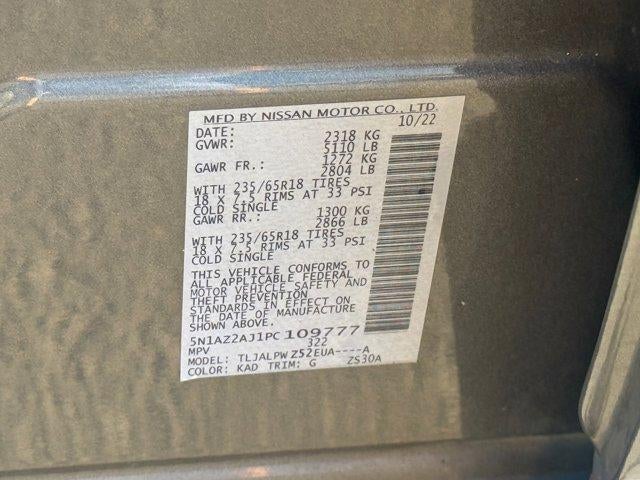 MFD BY NISSAN MOTOR CO., LTD.
DATE: 10/22
GVWR: 2318 KG
5110 LB
GAWR FR.: 1272 KG
2804 LB
WITH 235/65R18 TIRES
18 X 7.5 RIMS AT 33 PSI
COLD SINGLE
GAWR RR.: 1300 KG
2866 LB
WITH 235/65R18 TIRES
18 X 7.5 RIMS AT 33 PSI
COLD SINGLE
THIS VEHICLE CONFORMS TO
ALL APPLICABLE FEDERAL
MOTOR VEHICLE SAFETY AND
THEFT PREVENTION
STANDARDS IN EFFECT ON
THE DATE OF MANUFACTURE
SHOWN ABOVE.
5N1AZ2AJ1PC109777
MPV 322
MODEL: TLJALPWZ52EUA----A
COLOR: KAD TRIM: G ZS30A